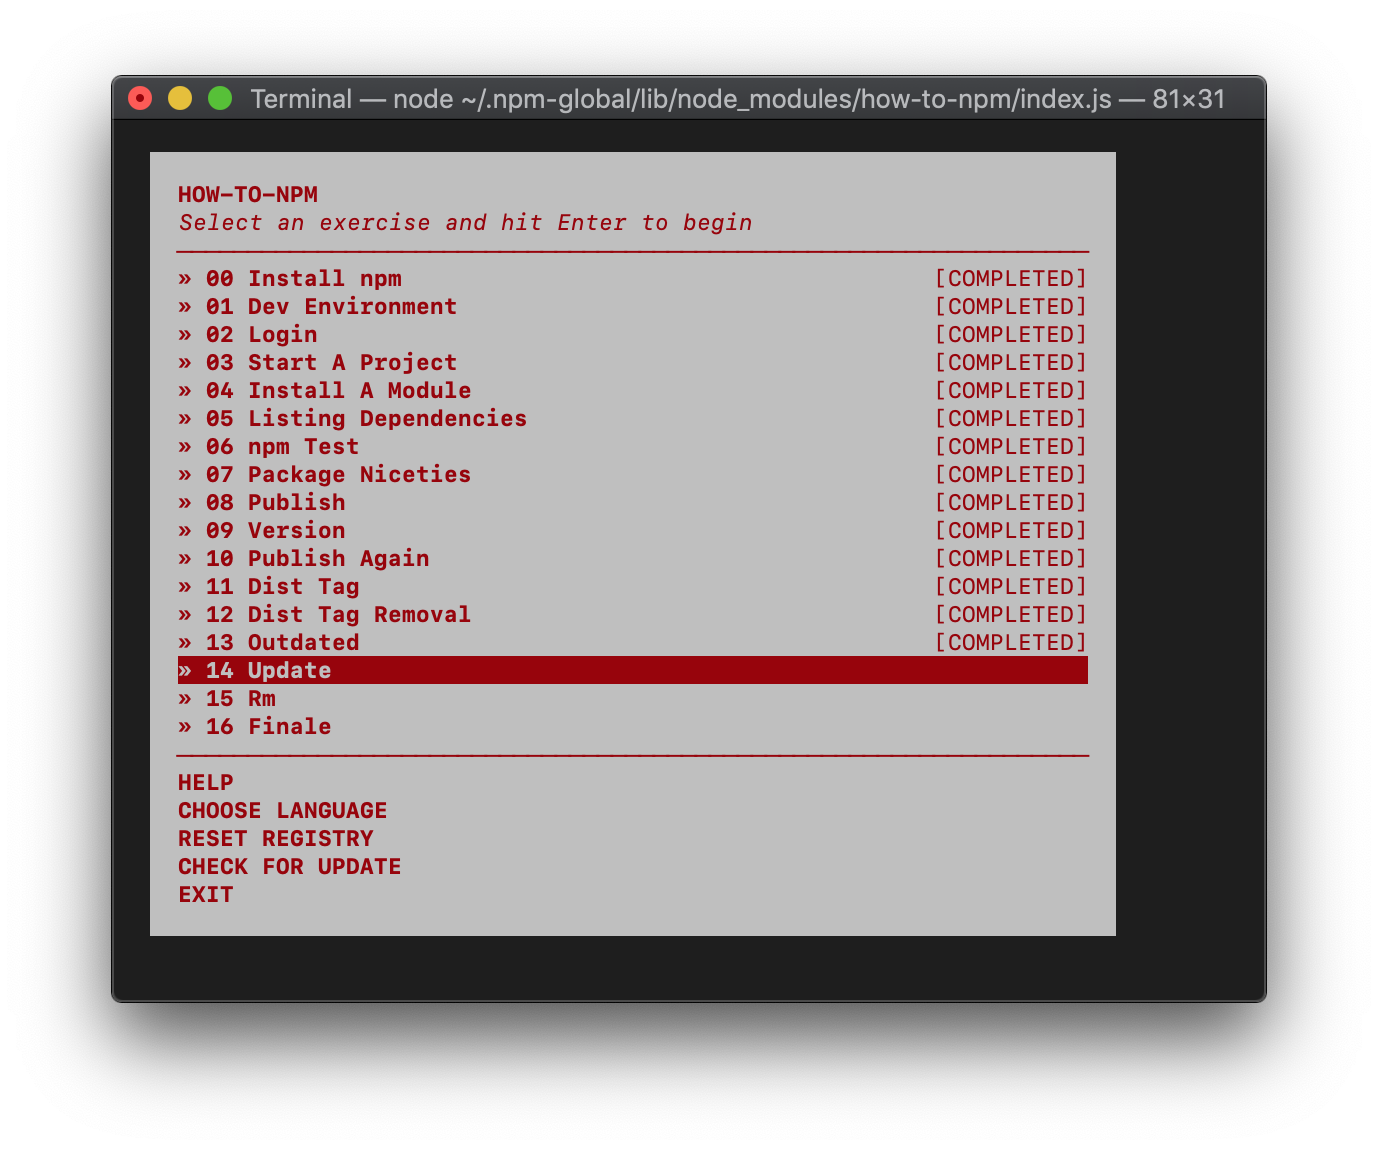 Terminal — node ~/.npm-global/lib/node_modules/how-to-npm/index.js — 81×31
HOW-TO-NPM
Select an exercise and hit Enter to begin
» 00 Install npm [COMPLETED]
» 01 Dev Environment [COMPLETED]
» 02 Login [COMPLETED]
» 03 Start A Project [COMPLETED]
» 04 Install A Module [COMPLETED]
» 05 Listing Dependencies [COMPLETED]
» 06 npm Test [COMPLETED]
» 07 Package Niceties [COMPLETED]
» 08 Publish [COMPLETED]
» 09 Version [COMPLETED]
» 10 Publish Again [COMPLETED]
» 11 Dist Tag [COMPLETED]
» 12 Dist Tag Removal [COMPLETED]
» 13 Outdated [COMPLETED]
» 14 Update
» 15 Rm
» 16 Finale
HELP
CHOOSE LANGUAGE
RESET REGISTRY
CHECK FOR UPDATE
EXIT